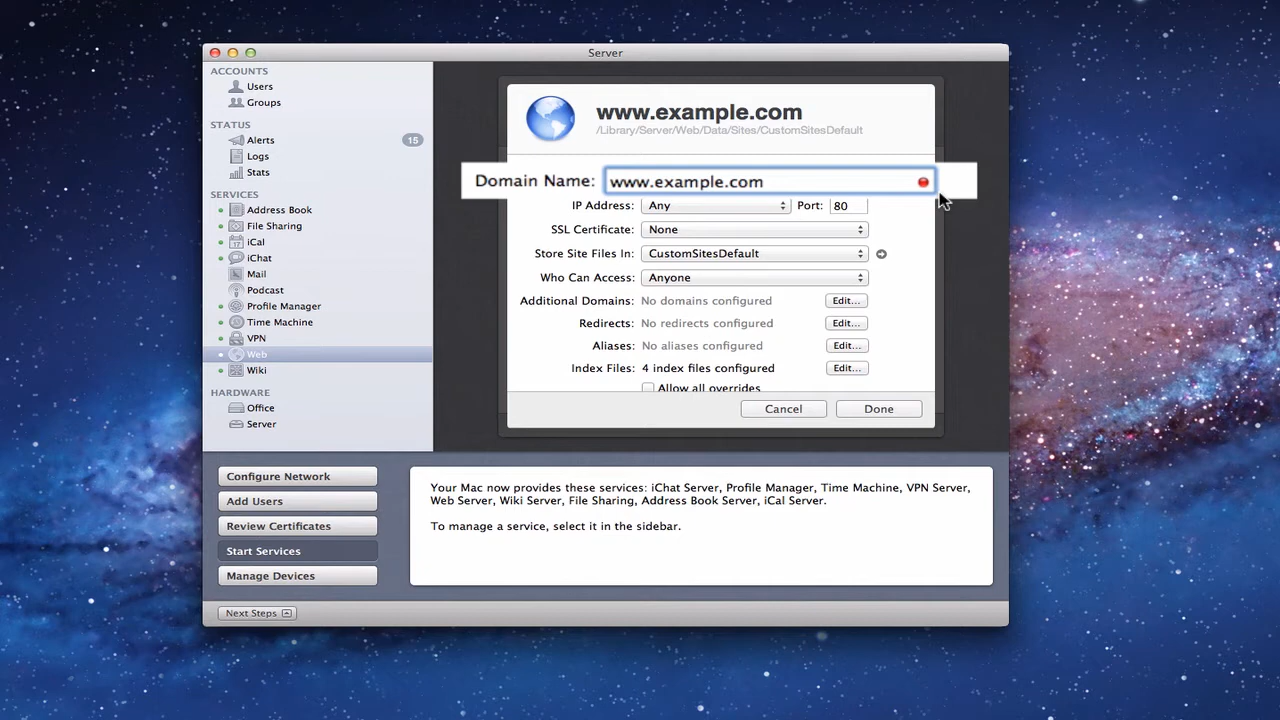 Server
ACCOUNTS
Users
Groups
STATUS
Alerts 15
Logs
Stats
SERVICES
Address Book
File Sharing
iCal
iChat
Mail
Podcast
Profile Manager
Time Machine
VPN
Web
Wiki
HARDWARE
Office
Server
www.example.com
/Library/Server/Web/Data/Sites/CustomSitesDefault
Domain Name: www.example.com
IP Address: Any Port: 80
SSL Certificate: None
Store Site Files In: CustomSitesDefault
Who Can Access: Anyone
Additional Domains: No domains configured Edit...
Redirects: No redirects configured Edit...
Aliases: No aliases configured Edit...
Index Files: 4 index files configured Edit...
Allow all overrides
Cancel Done
Configure Network
Add Users
Review Certificates
Start Services
Manage Devices
Your Mac now provides these services: iChat Server, Profile Manager, Time Machine, VPN Server,
Web Server, Wiki Server, File Sharing, Address Book Server, iCal Server.
To manage a service, select it in the sidebar.
Next Steps